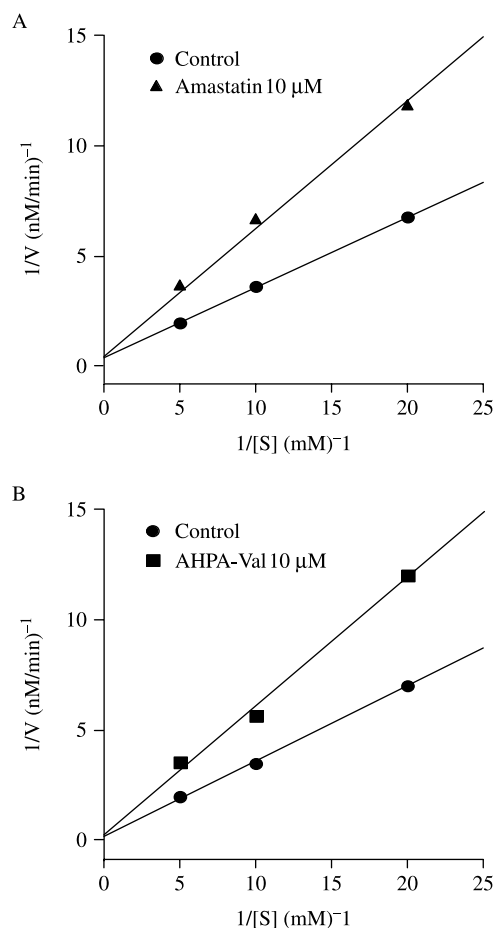 A
15
Control
Amastatin 10 μM
10
1/V (nM/min)⁻¹
5
0
0 5 10 15 20 25
1/[S] (mM)⁻1
B
15
Control
AHPA-Val 10 μM
10
1/V (nM/min)⁻¹
5
0
0 5 10 15 20 25
1/[S] (mM)⁻1